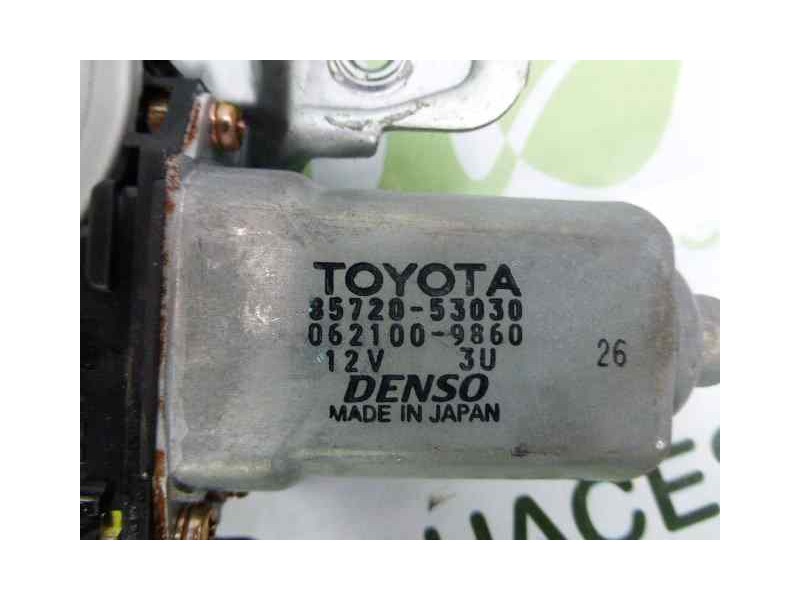 TOYOTA
85720-53030
062100-9860
12V 3U 26
DENSO
MADE IN JAPAN